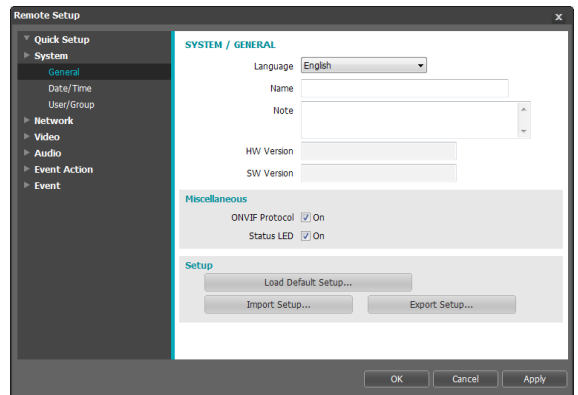 Remote Setup
x
Quick Setup
System
General
Date/Time
User/Group
Network
Video
Audio
Event Action
Event
SYSTEM / GENERAL
Language English
Name
Note
HW Version
SW Version
Miscellaneous
ONVIF Protocol On
Status LED On
Setup
Load Default Setup...
Import Setup... Export Setup...
OK Cancel Apply